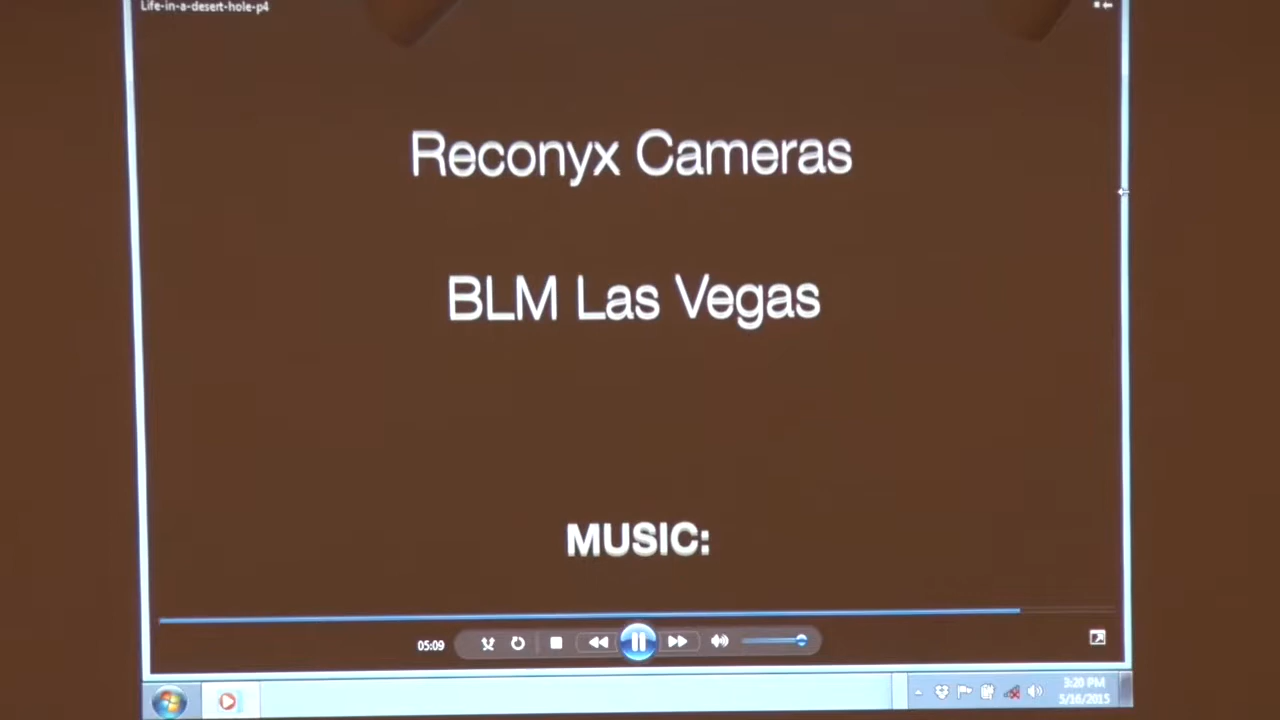 Life-in-a-desert-hole-p4
Reconyx Cameras
BLM Las Vegas
MUSIC:
05:09
3:20 PM
5/16/2015